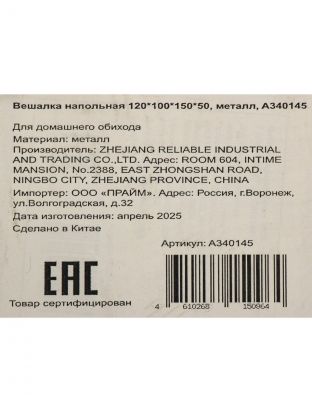 Вешалка напольная 120*100*150*50, металл, А340145
Для домашнего обихода
Материал: металл
Производитель: ZHEJIANG RELIABLE INDUSTRIAL
AND TRADING CO.,LTD. Адрес: ROOM 604, INTIME
MANSION, No.2388, EAST ZHONGSHAN ROAD,
NINGBO CITY, ZHEJIANG PROVINCE, CHINA
Импортер: ООО «ПРАЙМ». Адрес: Россия, г.Воронеж,
ул.Волгоградская, д.32
Дата изготовления: апрель 2025
Сделано в Китае
Артикул: А340145
EAC
Товар сертифицирован
4 610268 150964